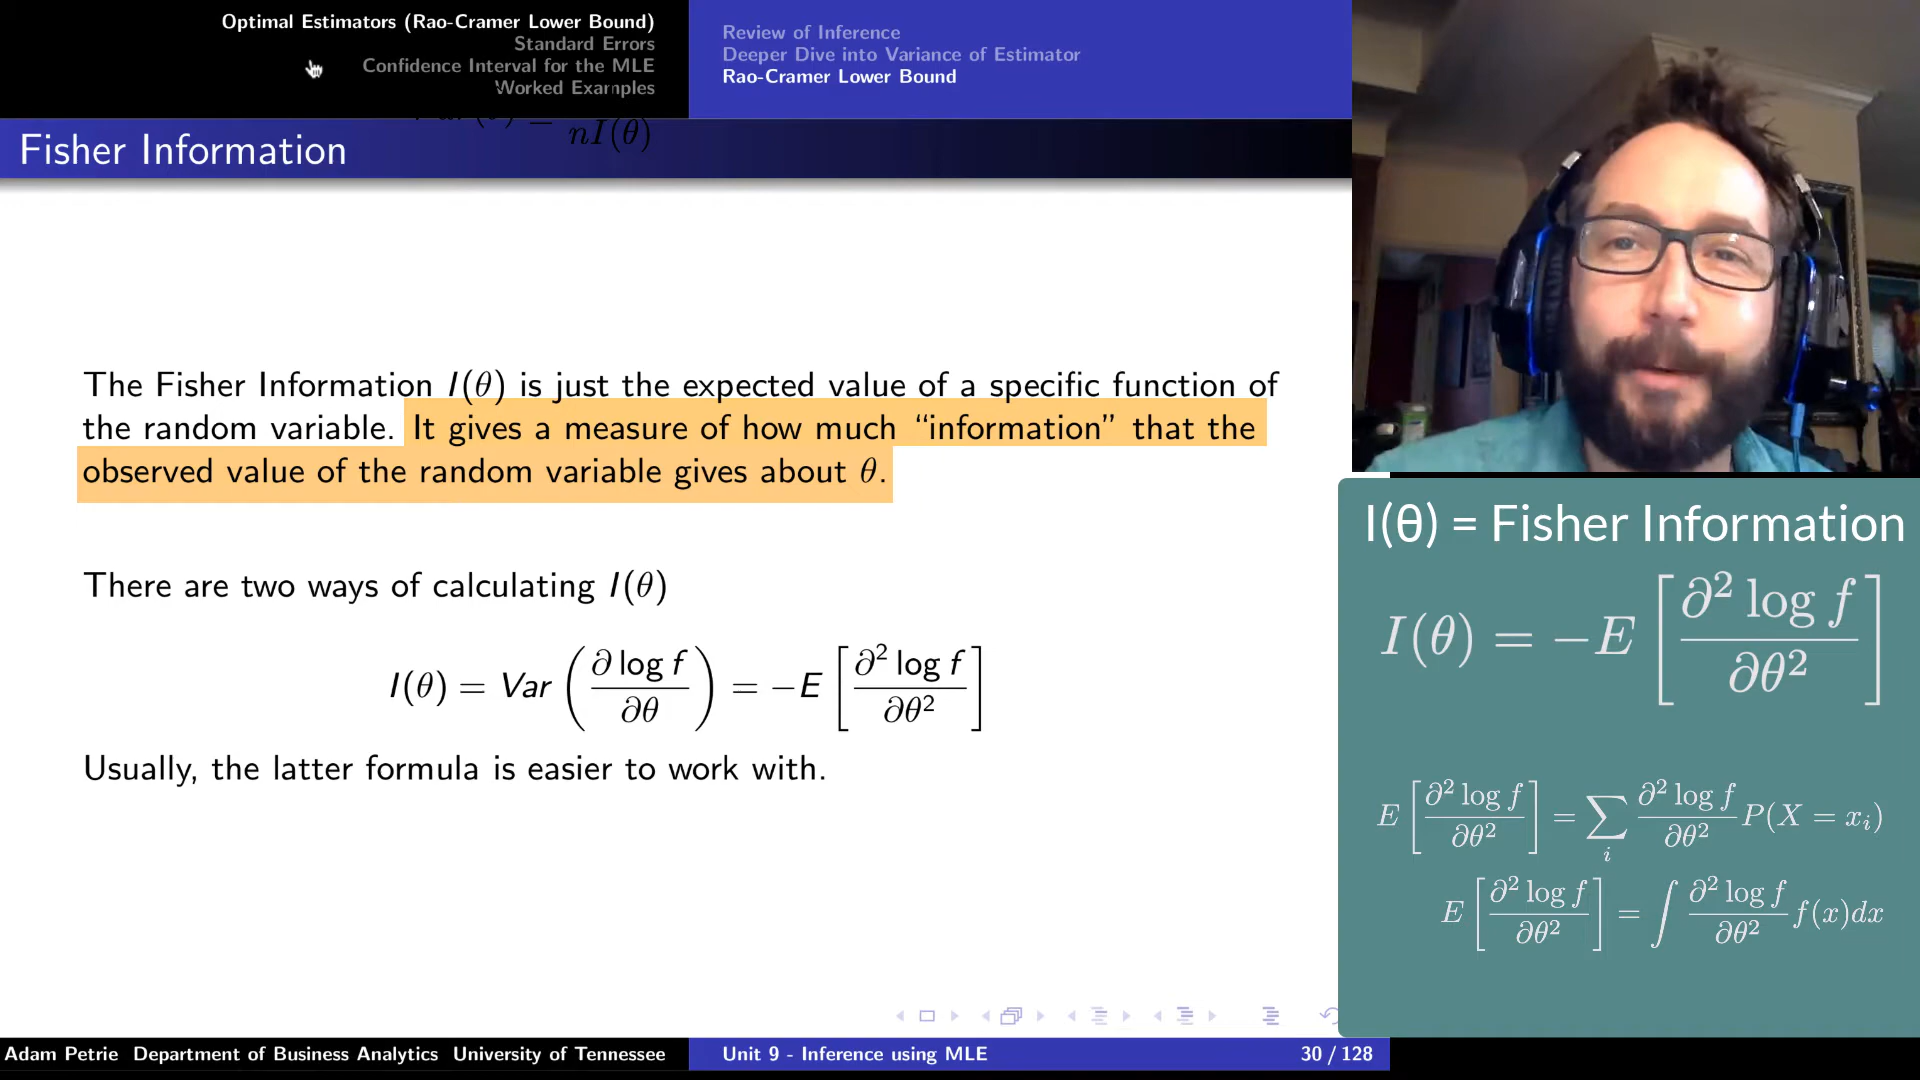 Optimal Estimators (Rao-Cramer Lower Bound)
Standard Errors
Confidence Interval for the MLE
Worked Examples
Review of Inference
Deeper Dive into Variance of Estimator
Rao-Cramer Lower Bound
nI(θ)
Fisher Information
The Fisher Information I(θ) is just the expected value of a specific function of
the random variable. It gives a measure of how much “information” that the
observed value of the random variable gives about θ.
There are two ways of calculating I(θ)
I(θ) = Var (∂ log f / ∂θ) = −E [∂² log f / ∂θ²]
Usually, the latter formula is easier to work with.
I(θ) = Fisher Information
I(θ) = −E [∂² log f / ∂θ²]
E [∂² log f / ∂θ²] = ∑ᵢ ∂² log f / ∂θ² P(X = xᵢ)
E [∂² log f / ∂θ²] = ∫ ∂² log f / ∂θ² f(x)dx
Adam Petrie Department of Business Analytics University of Tennessee
Unit 9 - Inference using MLE
30 / 128